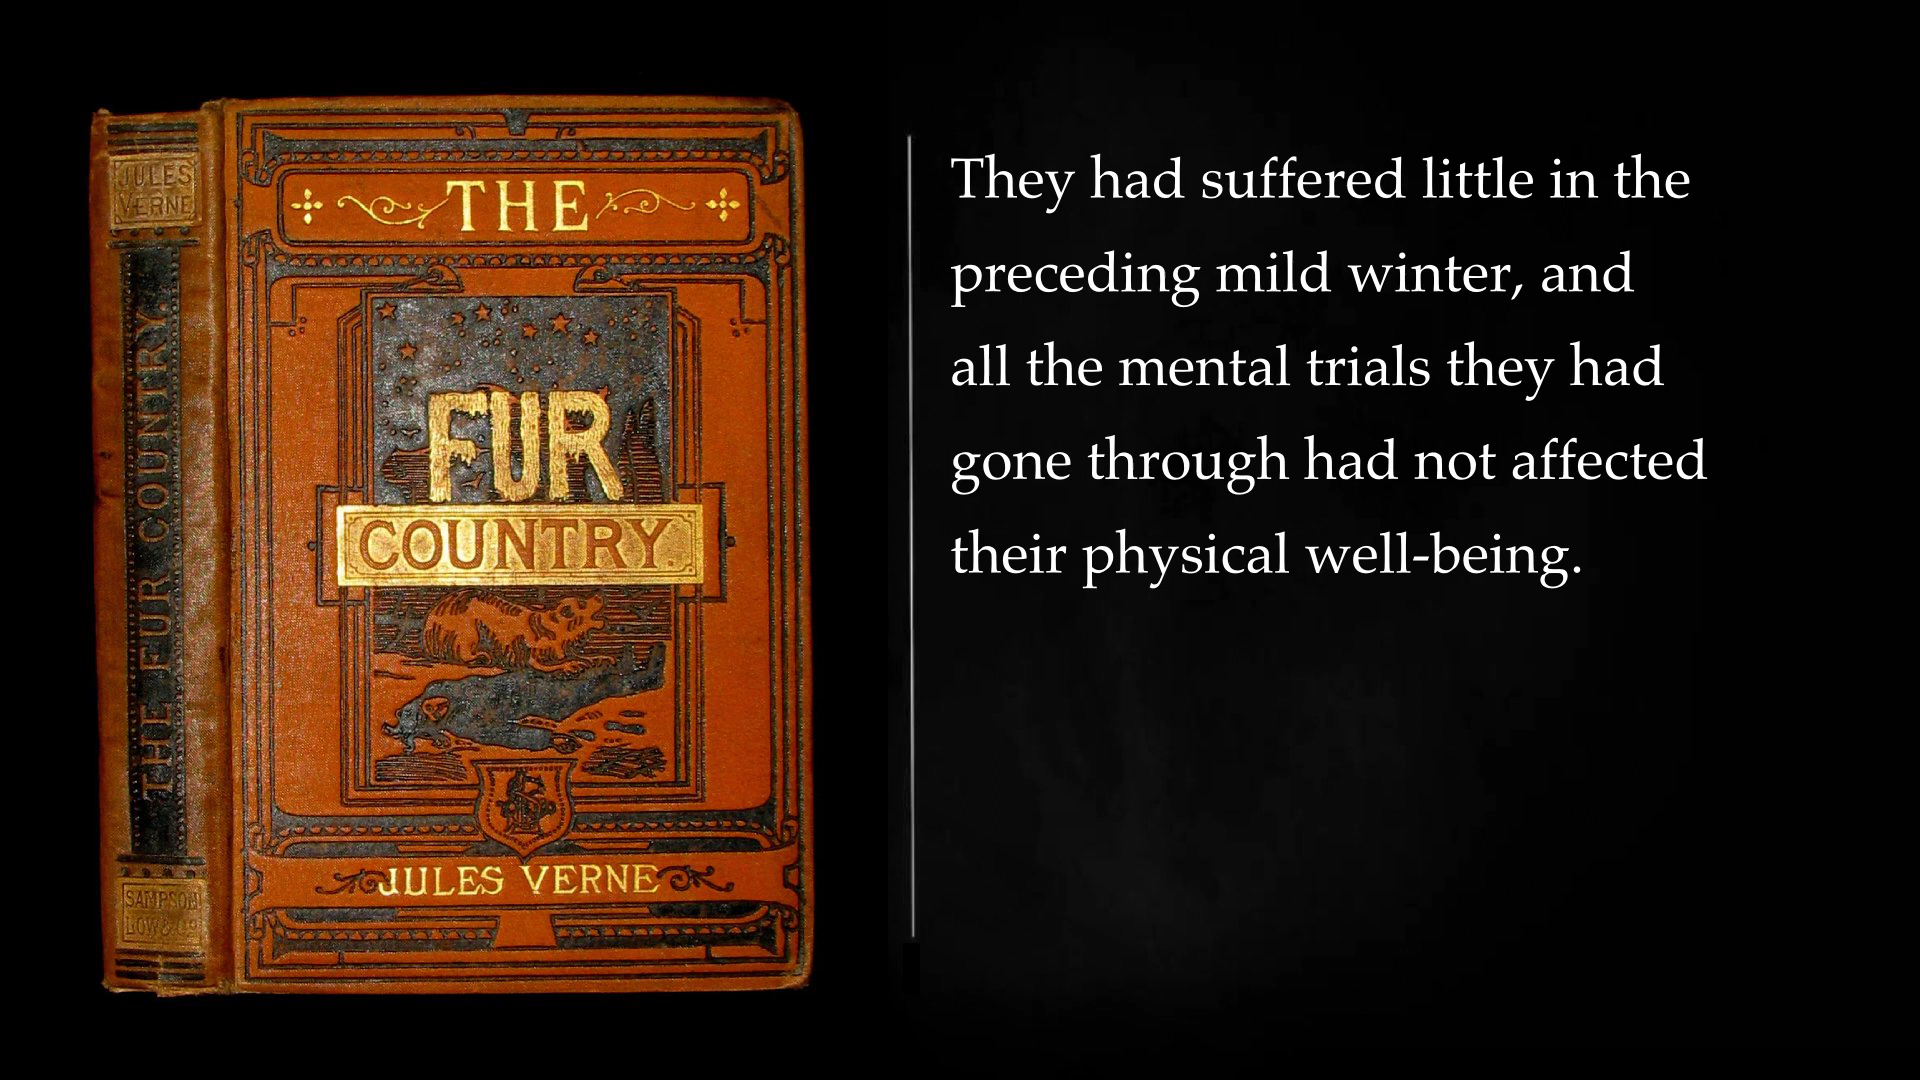 JULES
VERNE
THE FUR COUNTRY.
SAMPSON
LOW & Co
THE
FUR
COUNTRY.
JULES VERNE
They had suffered little in the
preceding mild winter, and
all the mental trials they had
gone through had not affected
their physical well-being.